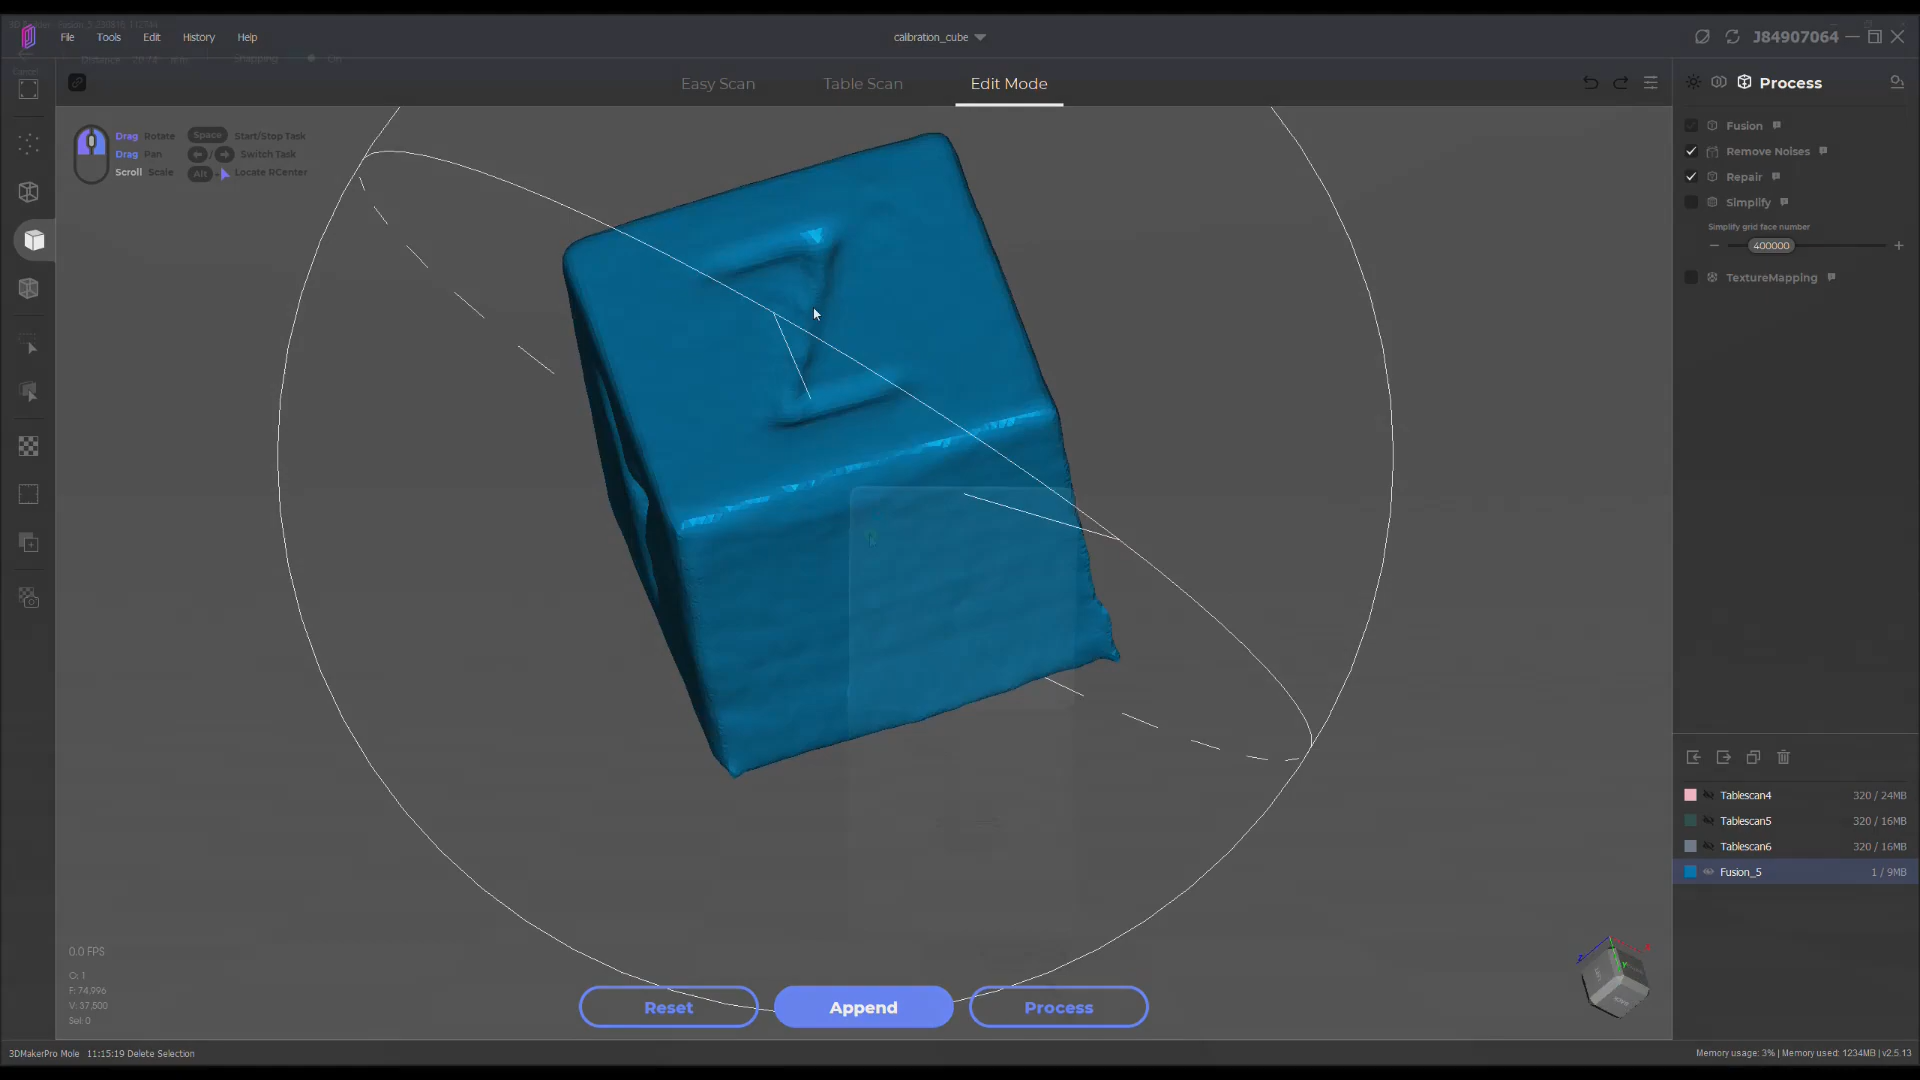 File Tools Edit History Help
calibration_cube
J84907064
Easy Scan Table Scan Edit Mode
Process
Drag Rotate Space Start/Stop Task
Drag Pan Switch Task
Scroll Scale Alt Locate RCenter
Fusion
Remove Noises
Repair
Simplify
Simplify grid face number
400000
TextureMapping
Z
Tablescan4 320 / 24MB
Tablescan5 320 / 16MB
Tablescan6 320 / 16MB
Fusion_5 1 / 9MB
0.0 FPS
O: 1
F: 74,996
V: 37,500
Sel: 0
Reset Append Process
3DMakerPro Mole 11:15:19 Delete Selection
Memory usage: 3% | Memory used: 1234MB | v2.5.13